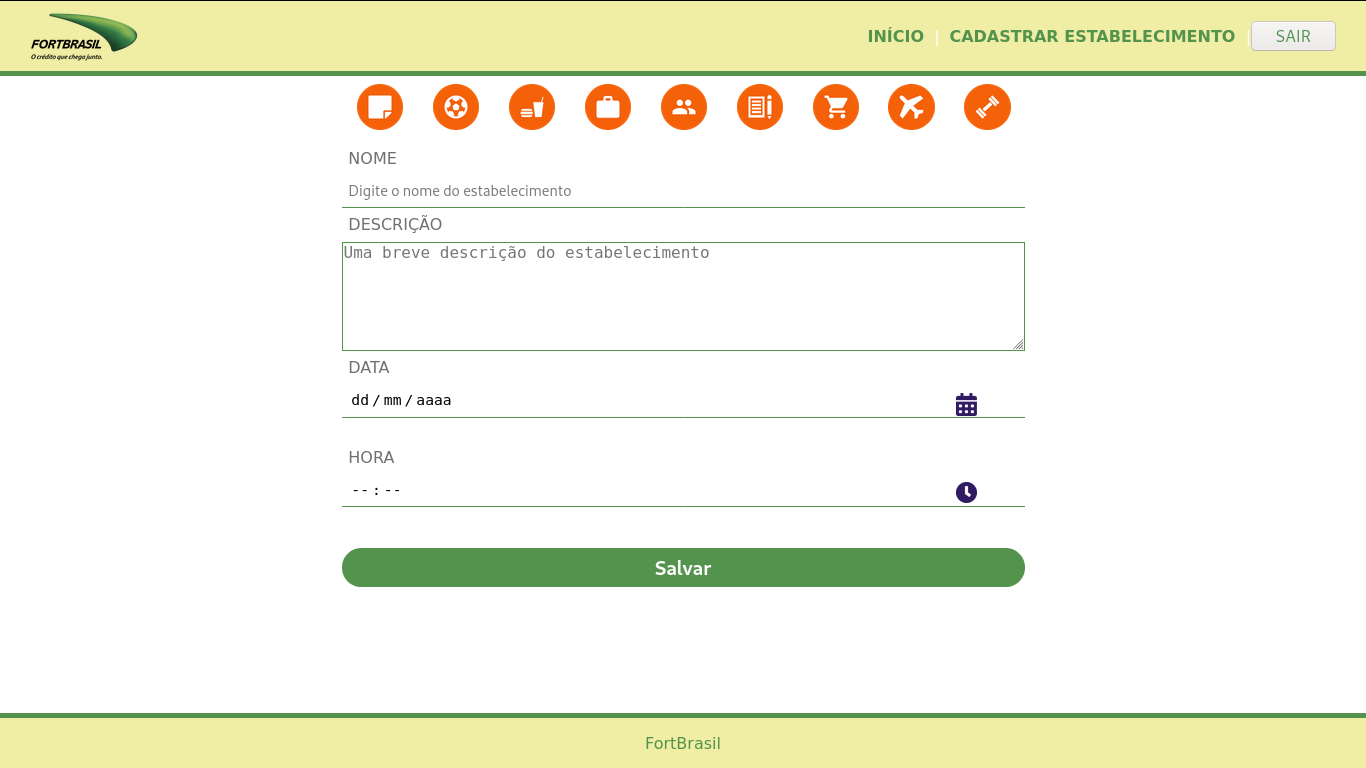 FORTBRASIL
O crédito que chega junto.
INÍCIO | CADASTRAR ESTABELECIMENTO | SAIR
NOME
Digite o nome do estabelecimento
DESCRIÇÃO
Uma breve descrição do estabelecimento
DATA
dd/mm/aaaa
HORA
--:--
Salvar
FortBrasil